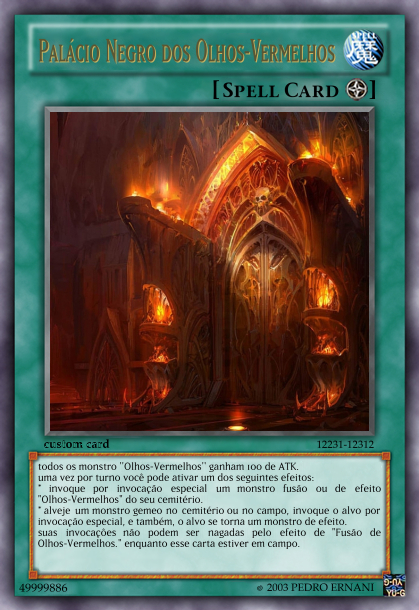 Palácio Negro dos Olhos-Vermelhos
魔
[Spell Card]
custom card
12231-12312
todos os monstro "Olhos-Vermelhos" ganham 100 de ATK.
uma vez por turno você pode ativar um dos seguintes efeitos:
* invoque por invocação especial um monstro fusão ou de efeito
"Olhos-Vermelhos" do seu cemitério.
* alveje um monstro gemeo no cemitério ou no campo, invoque o alvo por
invocação especial, e também, o alvo se torna um monstro de efeito.
suas invocações não podem ser nagadas pelo efeito de "Fusão de
Olhos-Vermelhos." enquanto esse carta estiver em campo.
49999886
© 2003 PEDRO ERNANI
YU-G